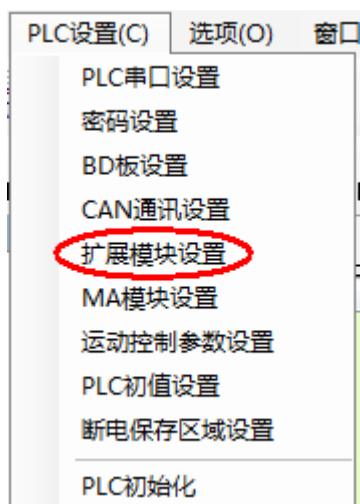 PLC设置(C) 选项(O) 窗口
PLC串口设置
密码设置
BD板设置
CAN通讯设置
扩展模块设置
MA模块设置
运动控制参数设置
PLC初值设置
断电保存区域设置
PLC初始化